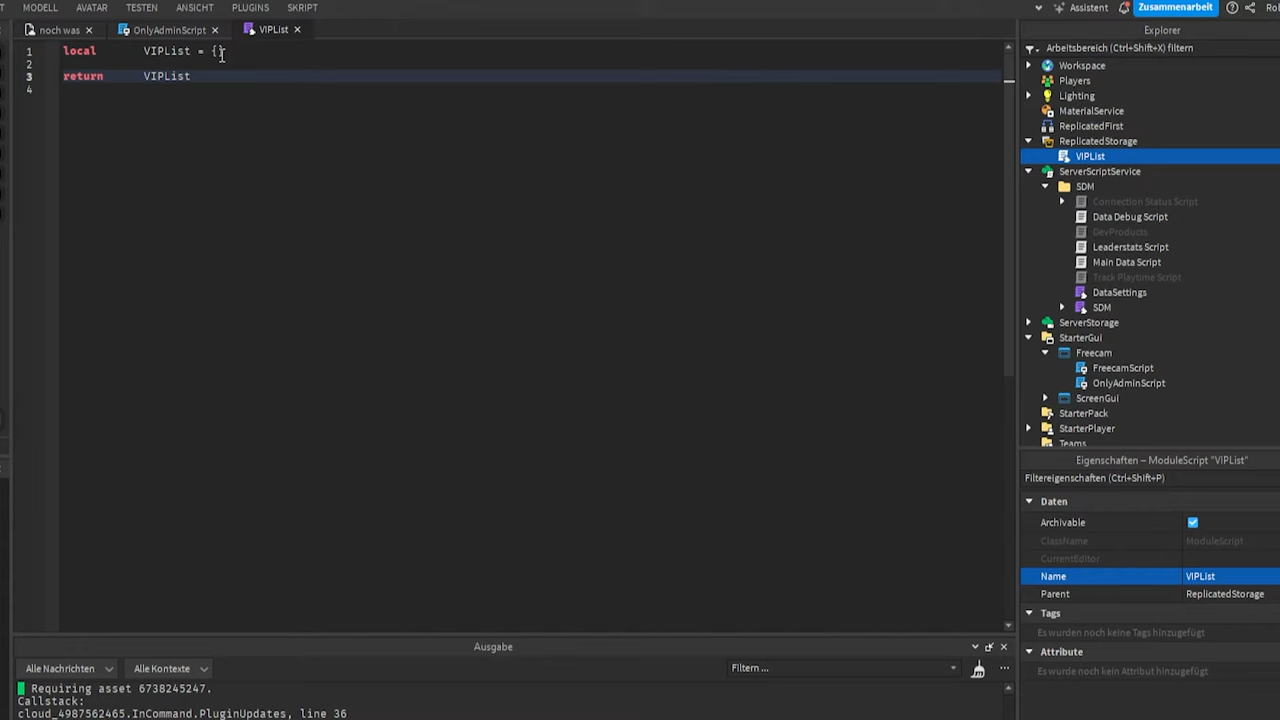 MODELL AVATAR TESTEN ANSICHT PLUGINS SKRIPT Assistent Zusammenarbeit
noch was × OnlyAdminScript × VIPList ×
1 local VIPList = {}
2
3 return VIPList
4
Explorer
Arbeitsbereich (Ctrl+Shift+X) filtern
Workspace
Players
Lighting
MaterialService
ReplicatedFirst
ReplicatedStorage
VIPList
ServerScriptService
SDM
Connection Status Script
Data Debug Script
DevProducts
Leaderstats Script
Main Data Script
Track Playtime Script
DataSettings
SDM
ServerStorage
StarterGui
Freecam
FreecamScript
OnlyAdminScript
ScreenGui
StarterPack
StarterPlayer
Teams
Eigenschaften – ModuleScript "VIPList"
Filtereigenschaften (Ctrl+Shift+P)
Daten
Archivable
ClassName ModuleScript
CurrentEditor
Name VIPList
Parent ReplicatedStorage
Tags
Es wurden noch keine Tags hinzugefügt
Attribute
Es wurde noch kein Attribut hinzugefügt
Ausgabe
Alle Nachrichten Alle Kontexte Filtern ...
Requiring asset 6738245247.
Callstack:
cloud_4987562465.InCommand.PluginUpdates, line 36